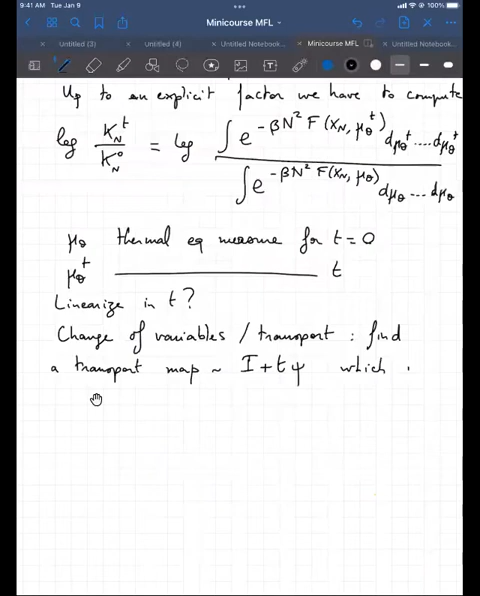 9:41 AM Tue Jan 9
100%
Minicourse MFL
Untitled (3)
Untitled (4)
Untitled Notebook...
Minicourse MFL
Untitled Notebook...
Up to an explicit factor we have to compute
log K_N^t / K_N^0 = log ∫ e^{-βN² F(X_N, μ_θ^t)} dμ_θ^t .... dμ_θ^t / ∫ e^{-βN² F(X_N, μ_θ)} dμ_θ ... dμ_θ
μ_θ thermal eq measure for t = 0
μ_θ^t ________ t
Linearize in t ?
Change of variables / transport : find
a transport map ~ I + t ψ which